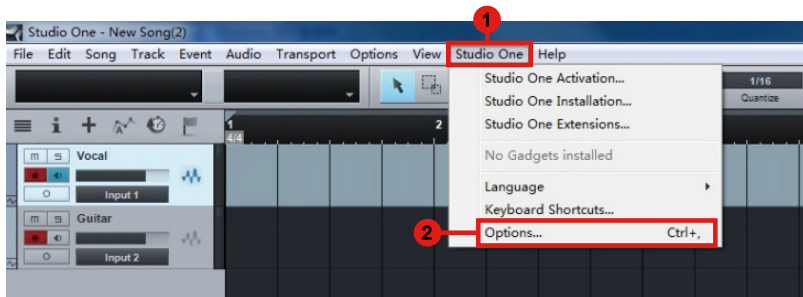 1
Studio One - New Song(2)
File Edit Song Track Event Audio Transport Options View Studio One Help
Studio One Activation...
Studio One Installation...
Studio One Extensions...
No Gadgets installed
Language
Keyboard Shortcuts...
2 Options... Ctrl+,
1/16
Quantize
1 2
4/4
m s Vocal
Input 1
m s Guitar
Input 2